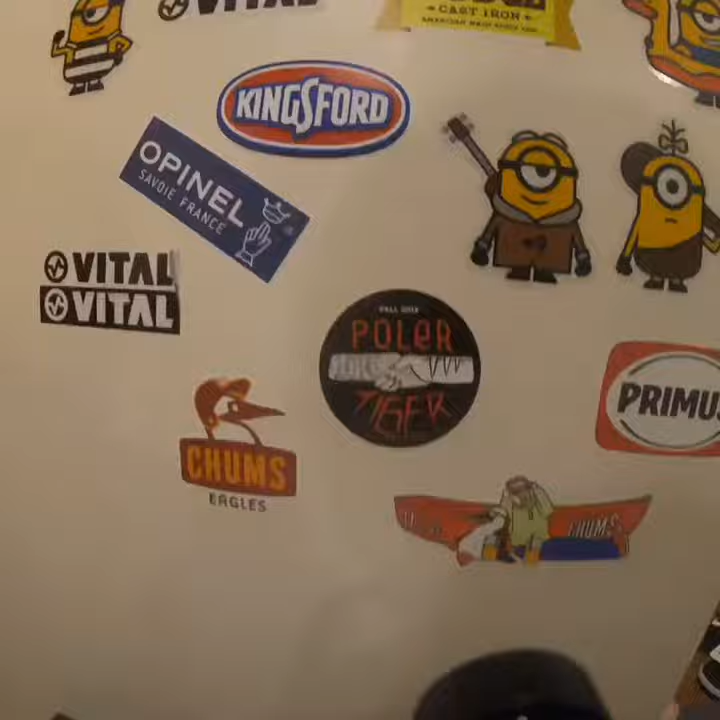 VITAL
CAST IRON
KINGSFORD
OPINEL
SAVOIE FRANCE
VITAL
VITAL
POLER
TIGER
PRIMUS
CHUMS
EAGLES
CHUMS